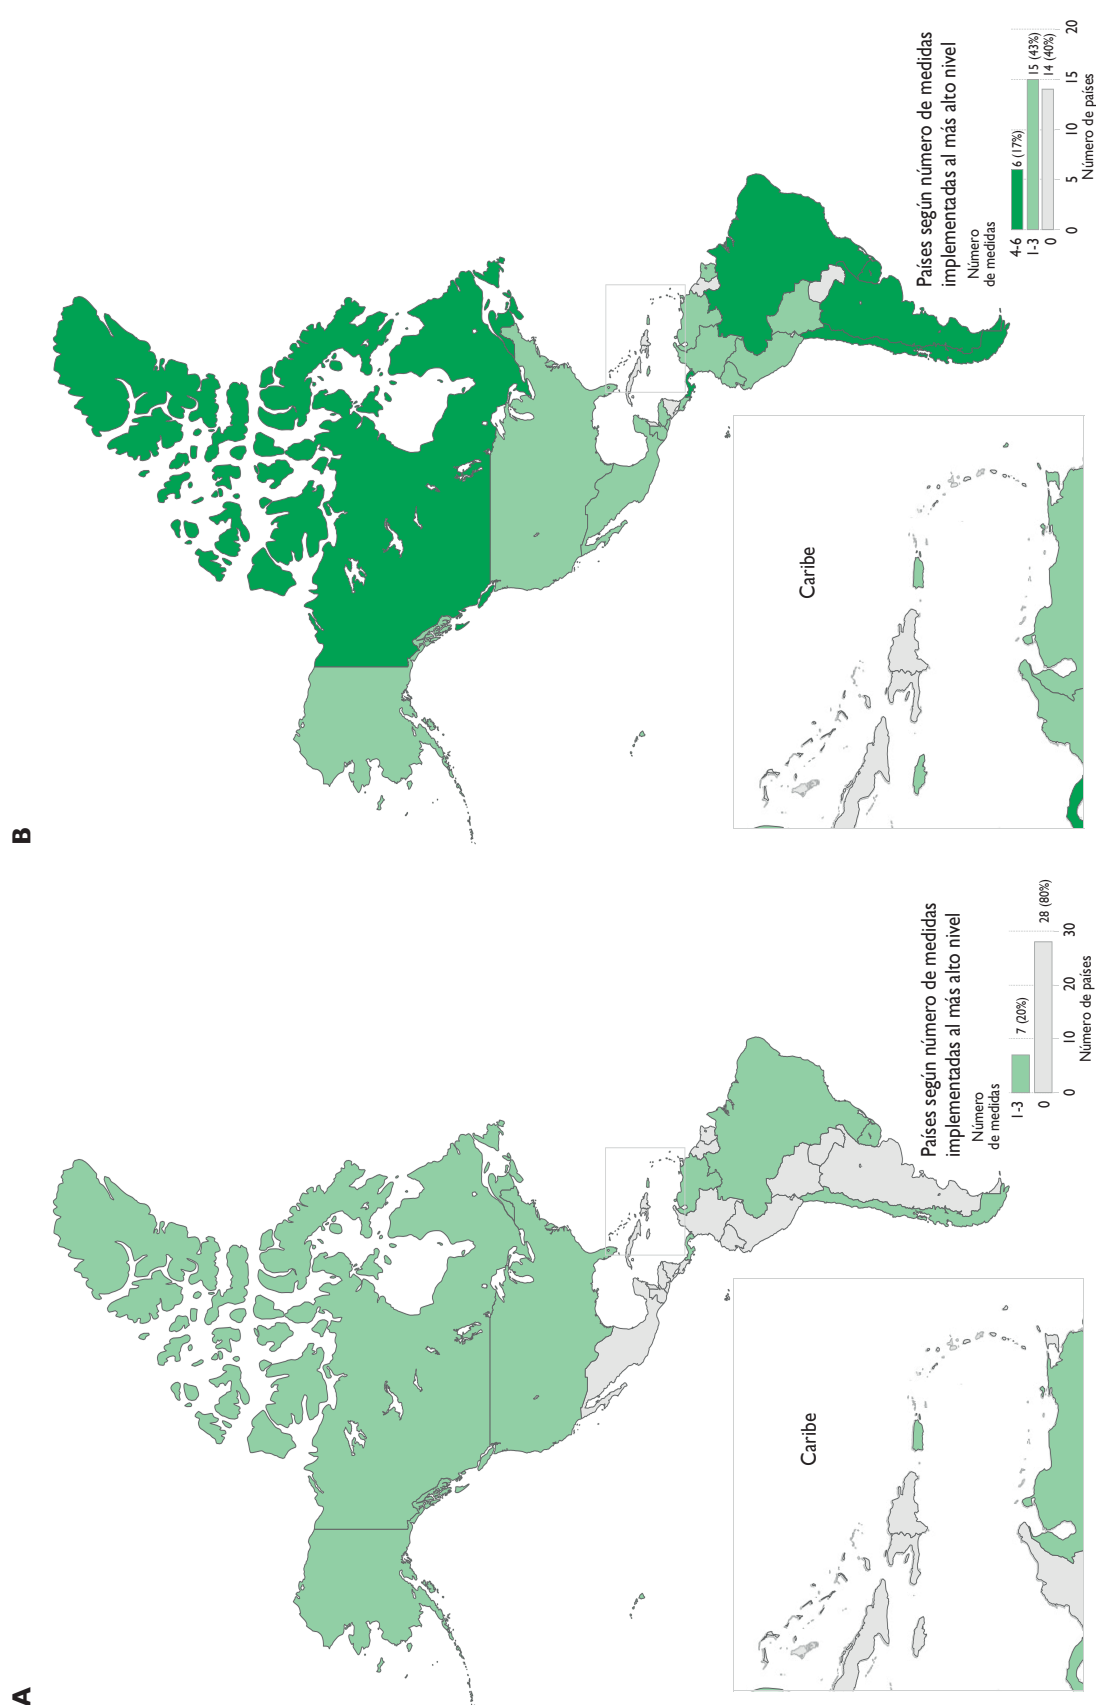 A
Caribe
Países según número de medidas
implementadas al más alto nivel
Número
de medidas
1-3
7 (20%)
0
28 (80%)
0 10 20 30
Número de países
B
Caribe
Países según número de medidas
implementadas al más alto nivel
Número
de medidas
4-6
6 (17%)
1-3
15 (43%)
0
14 (40%)
0 5 10 15 20
Número de países